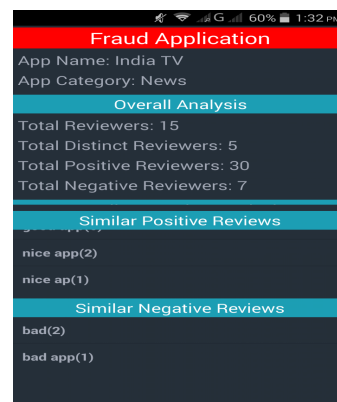 G 60% 1:32 PM
Fraud Application
App Name: India TV
App Category: News
Overall Analysis
Total Reviewers: 15
Total Distinct Reviewers: 5
Total Positive Reviewers: 30
Total Negative Reviewers: 7
Similar Positive Reviews
nice app(2)
nice ap(1)
Similar Negative Reviews
bad(2)
bad app(1)